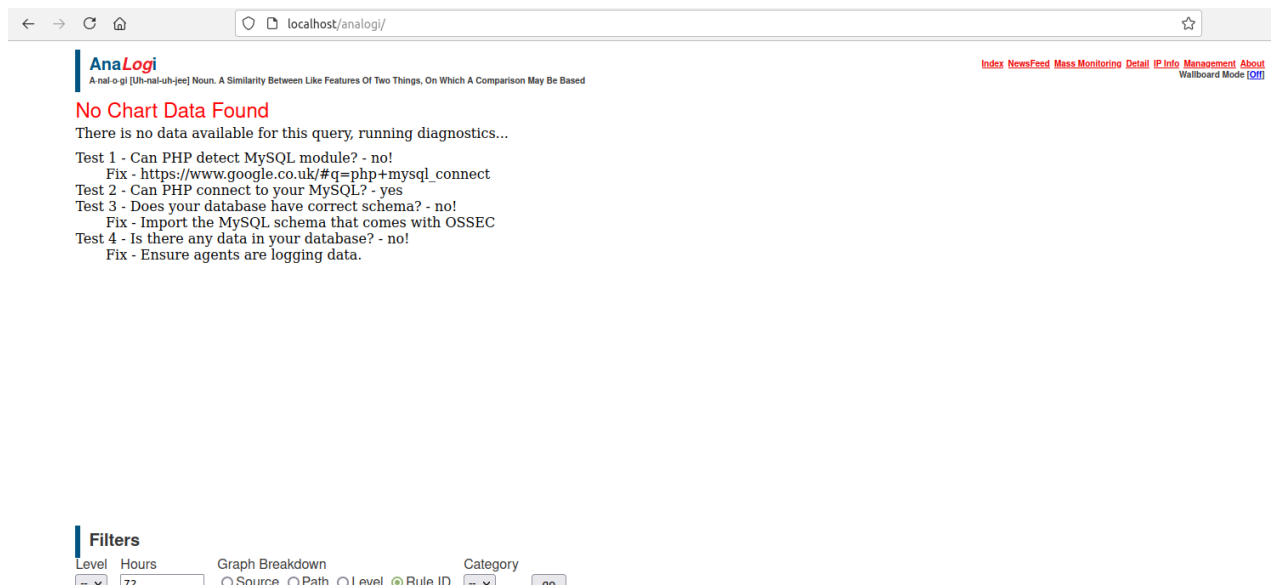 localhost/analogi/
AnaLogi
A·nal·o·gi [Uh-nal-uh-jee] Noun. A Similarity Between Like Features Of Two Things, On Which A Comparison May Be Based
Index NewsFeed Mass Monitoring Detail IP Info Management About
Wallboard Mode [Off]
No Chart Data Found
There is no data available for this query, running diagnostics...
Test 1 - Can PHP detect MySQL module? - no!
Fix - https://www.google.co.uk/#q=php+mysql_connect
Test 2 - Can PHP connect to your MySQL? - yes
Test 3 - Does your database have correct schema? - no!
Fix - Import the MySQL schema that comes with OSSEC
Test 4 - Is there any data in your database? - no!
Fix - Ensure agents are logging data.
Filters
Level Hours Graph Breakdown Category
-- 72 Source Path Level Rule ID -- go